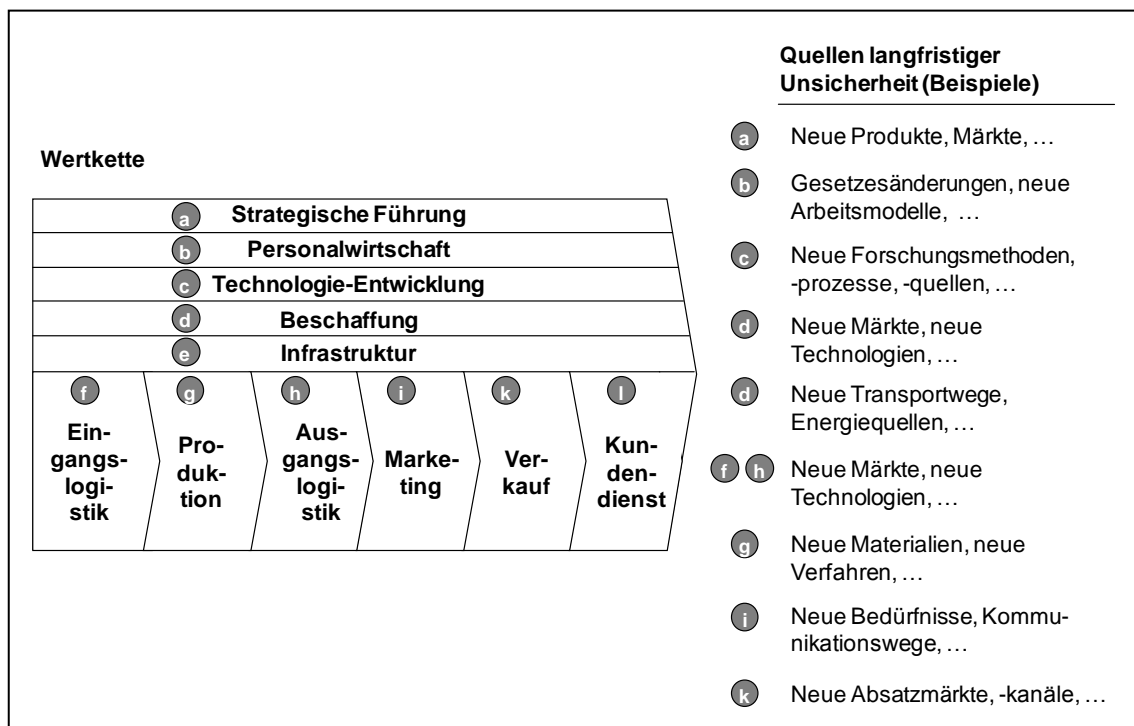 Quellen langfristiger
Unsicherheit (Beispiele)
Wertkette
a Strategische Führung
b Personalwirtschaft
c Technologie-Entwicklung
d Beschaffung
e Infrastruktur
f
Ein-
gangs-
logi-
stik
g
Pro-
duk-
tion
h
Aus-
gangs-
logi-
stik
i
Marke-
ting
k
Ver-
kauf
l
Kun-
den-
dienst
a Neue Produkte, Märkte, …
b Gesetzesänderungen, neue
Arbeitsmodelle, …
c Neue Forschungsmethoden,
-prozesse, -quellen, …
d Neue Märkte, neue
Technologien, …
d Neue Transportwege,
Energiequellen, …
f h Neue Märkte, neue
Technologien, …
g Neue Materialien, neue
Verfahren, …
i Neue Bedürfnisse, Kommu-
nikationswege, …
k Neue Absatzmärkte, -kanäle, …